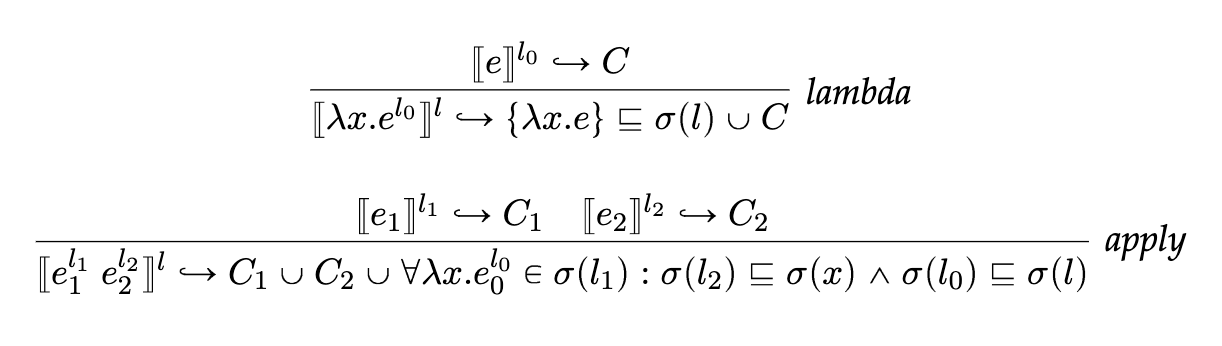 ⟦e⟧^{l_0} ↪ C
⟦λx.e^{l_0}⟧^l ↪ {λx.e} ⊑ σ(l) ∪ C lambda
⟦e_1⟧^{l_1} ↪ C_1 ⟦e_2⟧^{l_2} ↪ C_2
⟦e_1^{l_1} e_2^{l_2}⟧^l ↪ C_1 ∪ C_2 ∪ ∀λx.e_0^{l_0} ∈ σ(l_1) : σ(l_2) ⊑ σ(x) ∧ σ(l_0) ⊑ σ(l) apply